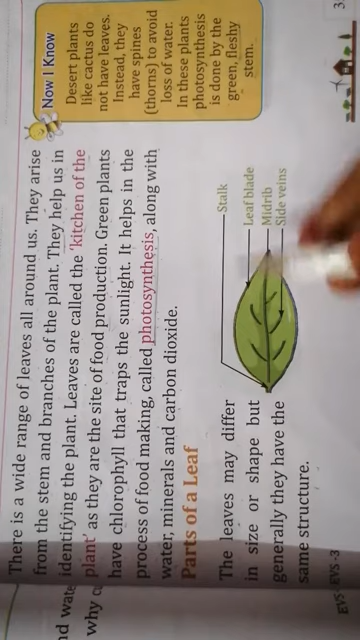 There is a wide range of leaves all around us. They arise
from the stem and branches of the plant. They help us in
identifying the plant. Leaves are called the 'kitchen of the
plant' as they are the site of food production. Green plants
have chlorophyll that traps the sunlight. It helps in the
process of food making, called photosynthesis, along with
water, minerals and carbon dioxide.
Parts of a Leaf
The leaves may differ
in size or shape but
generally they have the
same structure.
Stalk
Leaf blade
Midrib
Side veins
Now I Know
Desert plants
like cactus do
not have leaves.
Instead, they
have spines
(thorns) to avoid
loss of water.
In these plants
photosynthesis
is done by the
green, fleshy
stem.
why
EVS • EVS-3